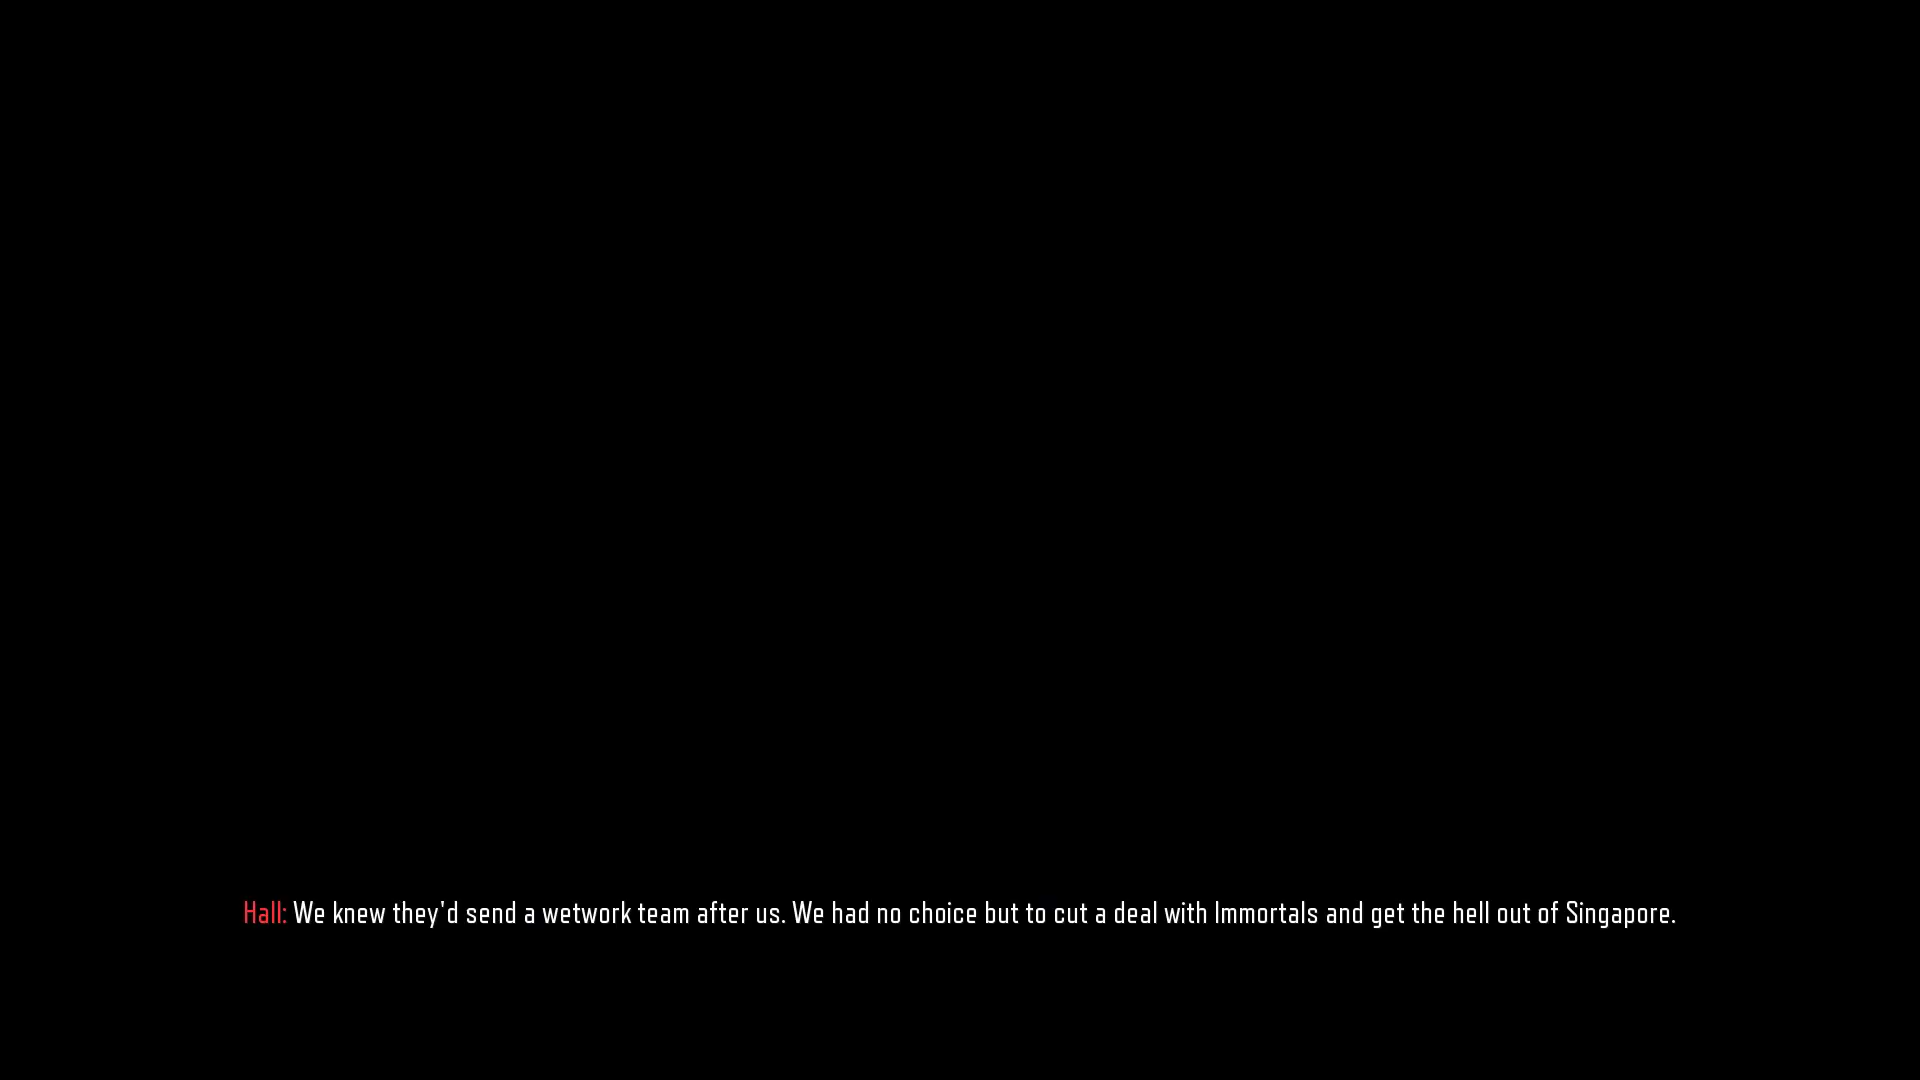 Hall: We knew they'd send a wetwork team after us. We had no choice but to cut a deal with Immortals and get the hell out of Singapore.